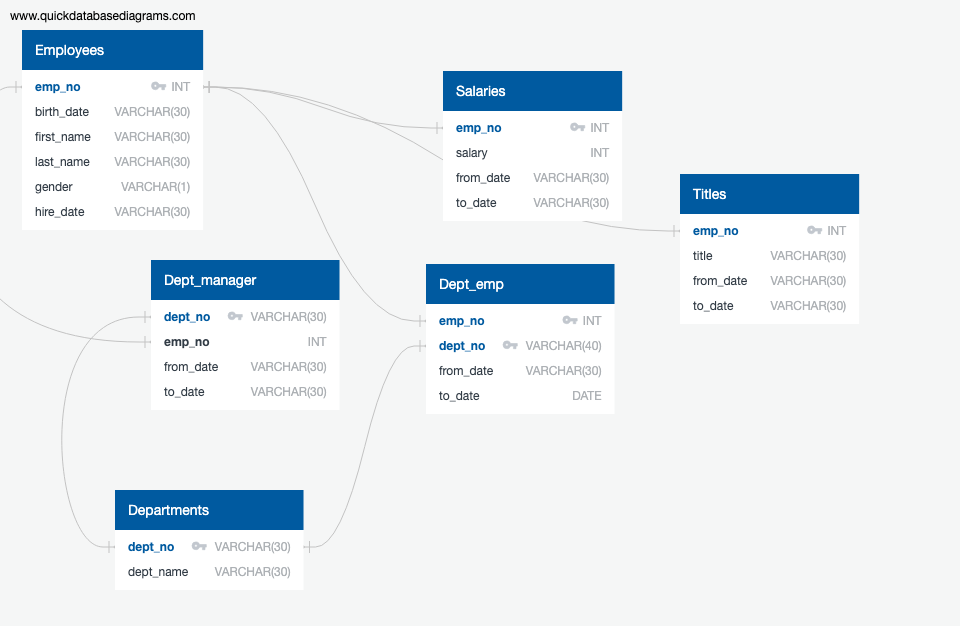 www.quickdatabasediagrams.com
Employees
emp_no INT
birth_date VARCHAR(30)
first_name VARCHAR(30)
last_name VARCHAR(30)
gender VARCHAR(1)
hire_date VARCHAR(30)
Salaries
emp_no INT
salary INT
from_date VARCHAR(30)
to_date VARCHAR(30)
Titles
emp_no INT
title VARCHAR(30)
from_date VARCHAR(30)
to_date VARCHAR(30)
Dept_manager
dept_no VARCHAR(30)
emp_no INT
from_date VARCHAR(30)
to_date VARCHAR(30)
Dept_emp
emp_no INT
dept_no VARCHAR(40)
from_date VARCHAR(30)
to_date DATE
Departments
dept_no VARCHAR(30)
dept_name VARCHAR(30)